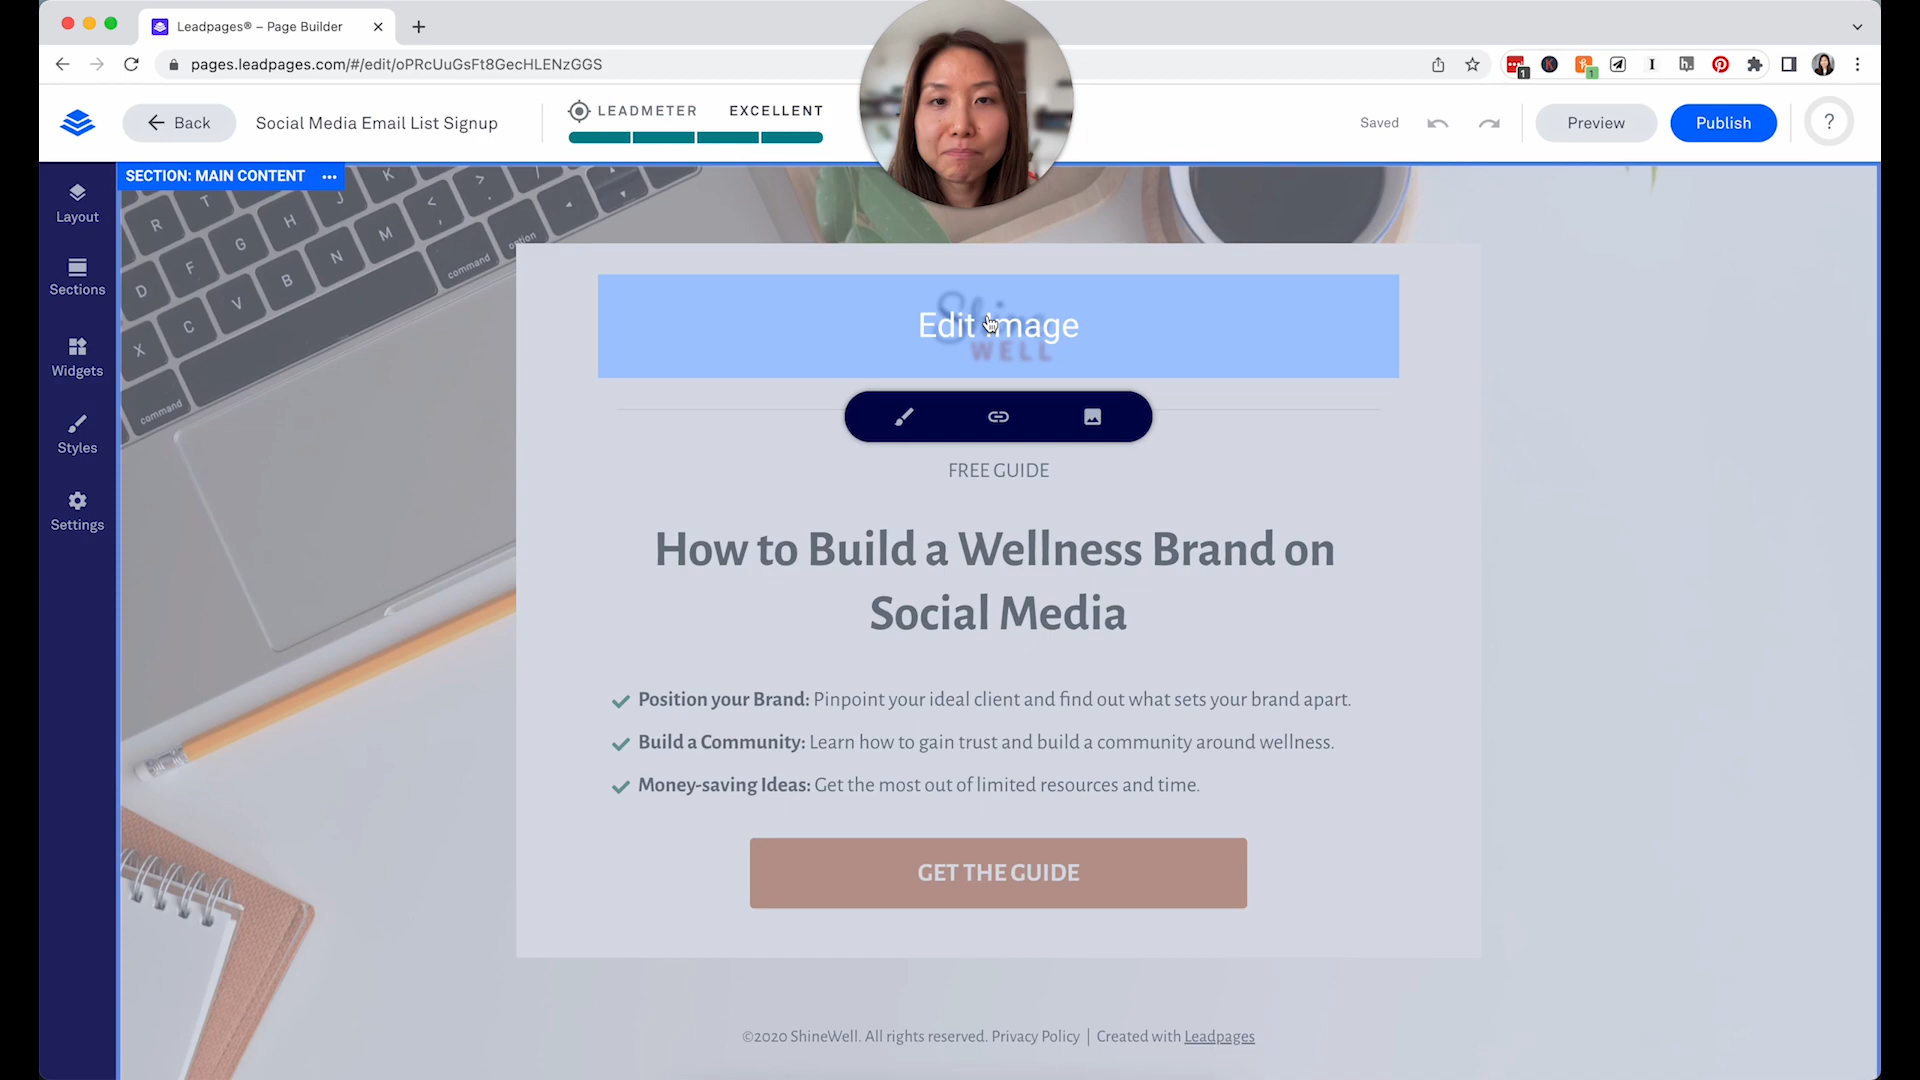 Leadpages® – Page Builder
pages.leadpages.com/#/edit/oPRcUuGsFt8GecHLENzGGS
Back
Social Media Email List Signup
LEADMETER
EXCELLENT
Saved
Preview
Publish
?
SECTION: MAIN CONTENT
Layout
Sections
Widgets
Styles
Settings
Edit Image
WELL
FREE GUIDE
How to Build a Wellness Brand on
Social Media
Position your Brand: Pinpoint your ideal client and find out what sets your brand apart.
Build a Community: Learn how to gain trust and build a community around wellness.
Money-saving Ideas: Get the most out of limited resources and time.
GET THE GUIDE
©2020 ShineWell. All rights reserved. Privacy Policy | Created with Leadpages
command
option
command